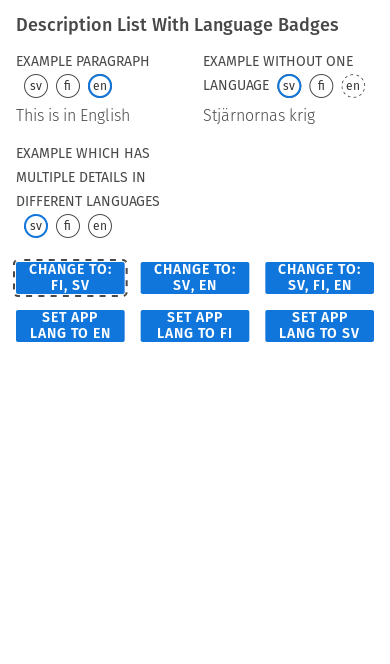 Description List With Language Badges
EXAMPLE PARAGRAPH
sv fi en
This is in English
EXAMPLE WITHOUT ONE
LANGUAGE sv fi en
Stjärnornas krig
EXAMPLE WHICH HAS
MULTIPLE DETAILS IN
DIFFERENT LANGUAGES
sv fi en
CHANGE TO:
FI, SV
CHANGE TO:
SV, EN
CHANGE TO:
SV, FI, EN
SET APP
LANG TO EN
SET APP
LANG TO FI
SET APP
LANG TO SV